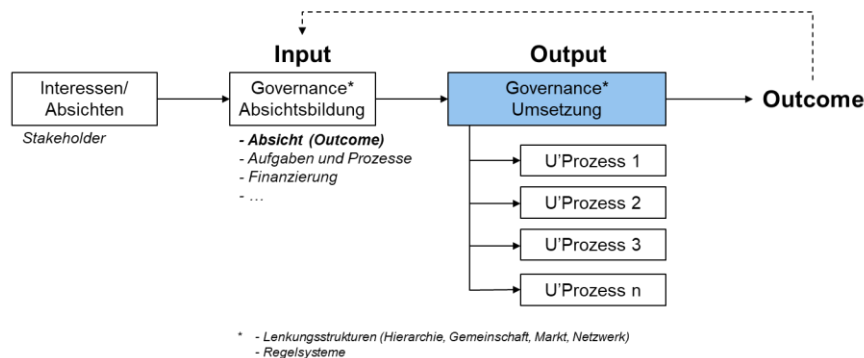 Input
Output
Interessen/
Absichten
Stakeholder
Governance*
Absichtsbildung
- Absicht (Outcome)
- Aufgaben und Prozesse
- Finanzierung
- ...
Governance*
Umsetzung
Outcome
U'Prozess 1
U'Prozess 2
U'Prozess 3
U'Prozess n
* - Lenkungsstrukturen (Hierarchie, Gemeinschaft, Markt, Netzwerk)
- Regelsysteme